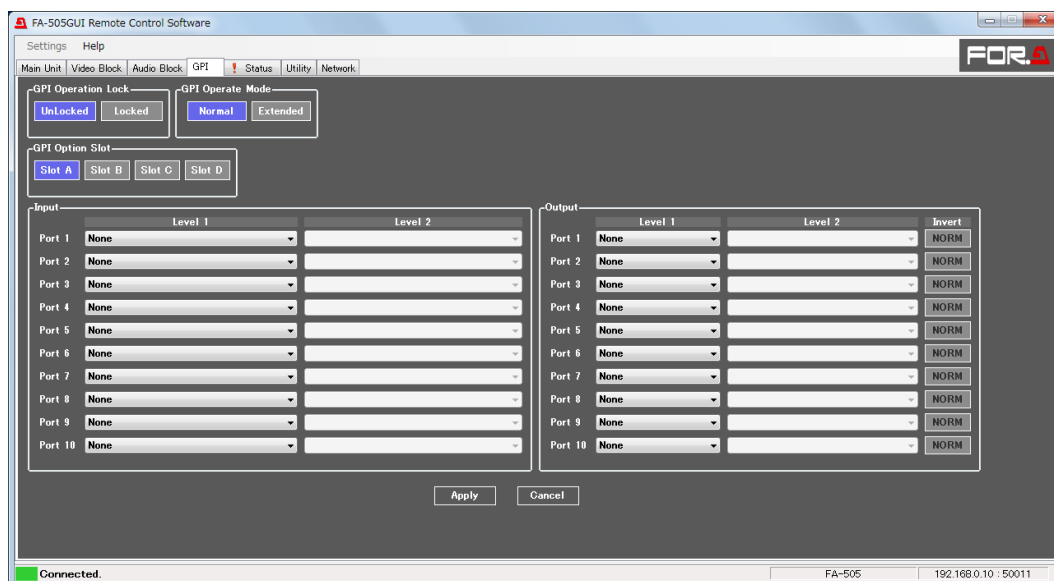 FA-505GUI Remote Control Software
Settings Help
FOR.A
Main Unit Video Block Audio Block GPI ! Status Utility Network
GPI Operation Lock GPI Operate Mode
UnLocked Locked Normal Extended
GPI Option Slot
Slot A Slot B Slot C Slot D
Input Output
Level 1 Level 2 Level 1 Level 2 Invert
Port 1 None Port 1 None NORM
Port 2 None Port 2 None NORM
Port 3 None Port 3 None NORM
Port 4 None Port 4 None NORM
Port 5 None Port 5 None NORM
Port 6 None Port 6 None NORM
Port 7 None Port 7 None NORM
Port 8 None Port 8 None NORM
Port 9 None Port 9 None NORM
Port 10 None Port 10 None NORM
Apply Cancel
Connected. FA-505 192.168.0.10 : 50011